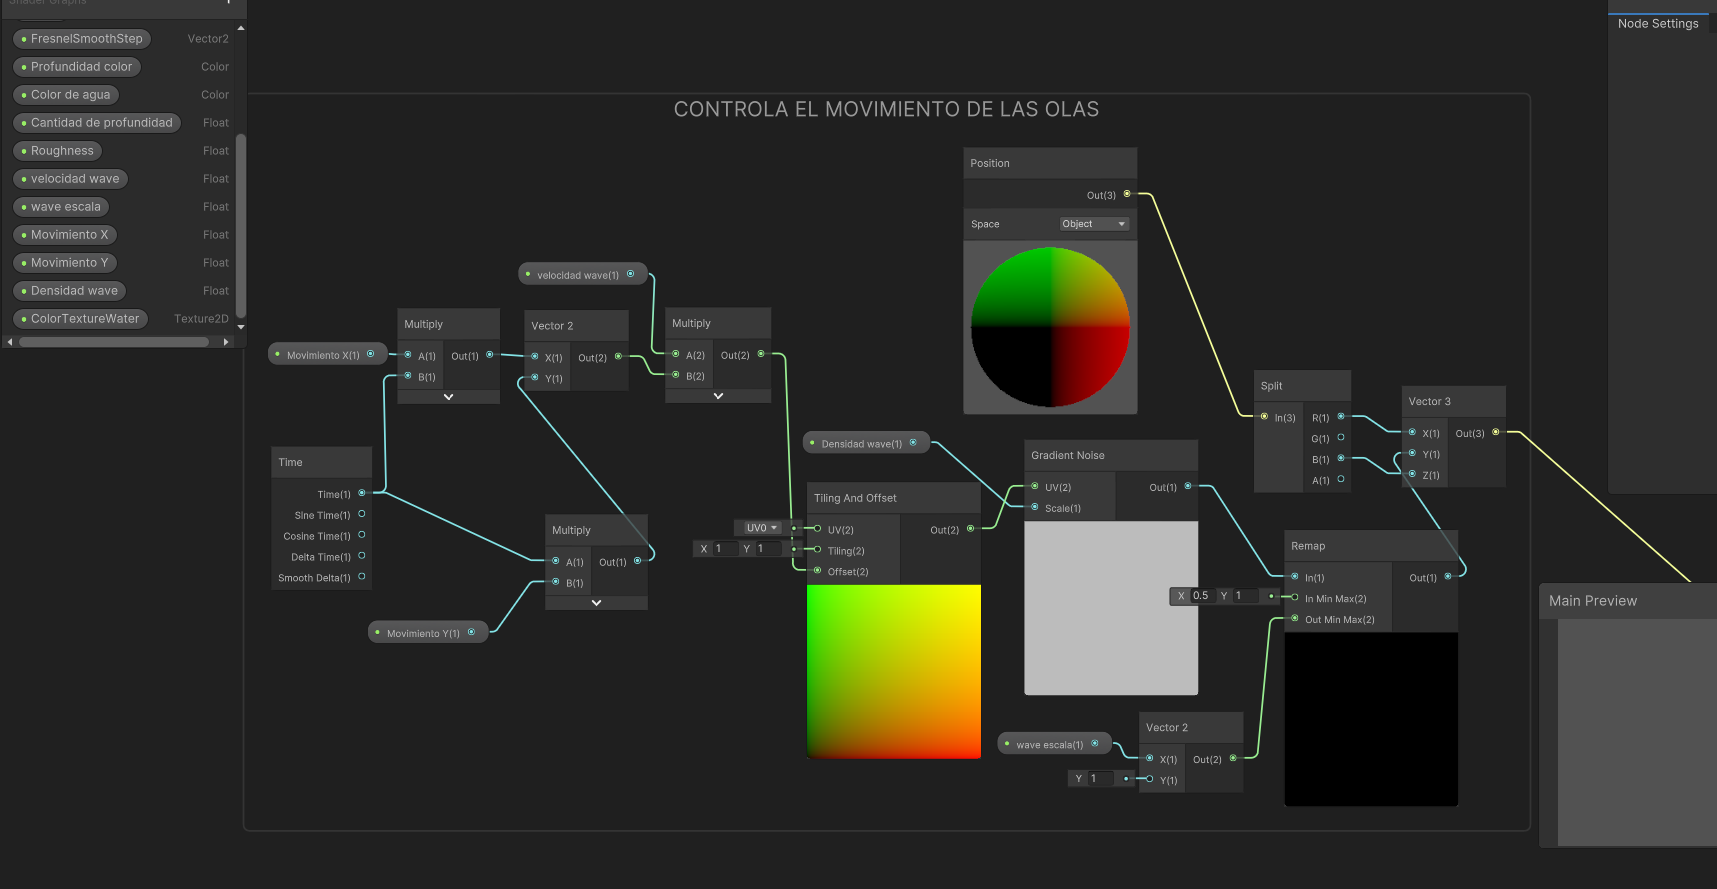 Shader Graphs
FresnelSmoothStep Vector2
Profundidad color Color
Color de agua Color
Cantidad de profundidad Float
Roughness Float
velocidad wave Float
wave escala Float
Movimiento X Float
Movimiento Y Float
Densidad wave Float
ColorTextureWater Texture2D
Node Settings
CONTROLA EL MOVIMIENTO DE LAS OLAS
Position
Out(3)
Space Object
velocidad wave(1)
Movimiento X(1)
Multiply
A(1) Out(1)
B(1)
Vector 2
X(1) Out(2)
Y(1)
Multiply
A(2) Out(2)
B(2)
Time
Time(1)
Sine Time(1)
Cosine Time(1)
Delta Time(1)
Smooth Delta(1)
Multiply
A(1) Out(1)
B(1)
Movimiento Y(1)
Densidad wave(1)
Tiling And Offset
UV0 UV(2) Out(2)
X 1 Y 1 Tiling(2)
Offset(2)
Gradient Noise
UV(2) Out(1)
Scale(1)
Split
In(3) R(1)
G(1)
B(1)
A(1)
Vector 3
X(1) Out(3)
Y(1)
Z(1)
Remap
In(1) Out(1)
X 0.5 Y 1 In Min Max(2)
Out Min Max(2)
wave escala(1)
Vector 2
X(1) Out(2)
Y 1 Y(1)
Main Preview